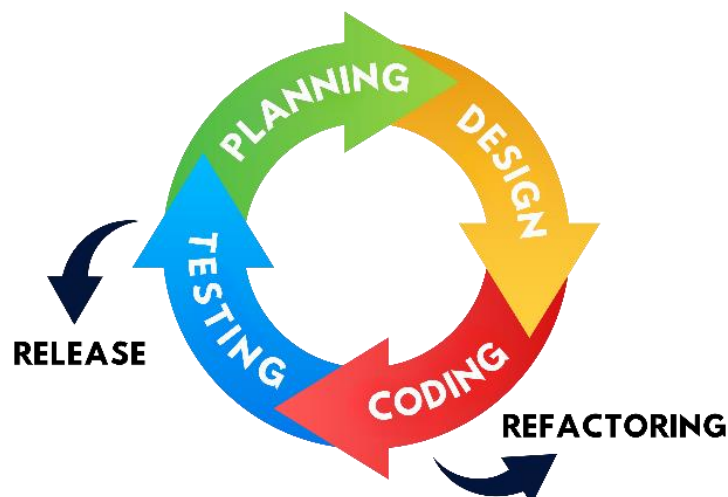 PLANNING
DESIGN
CODING
TESTING
RELEASE
REFACTORING